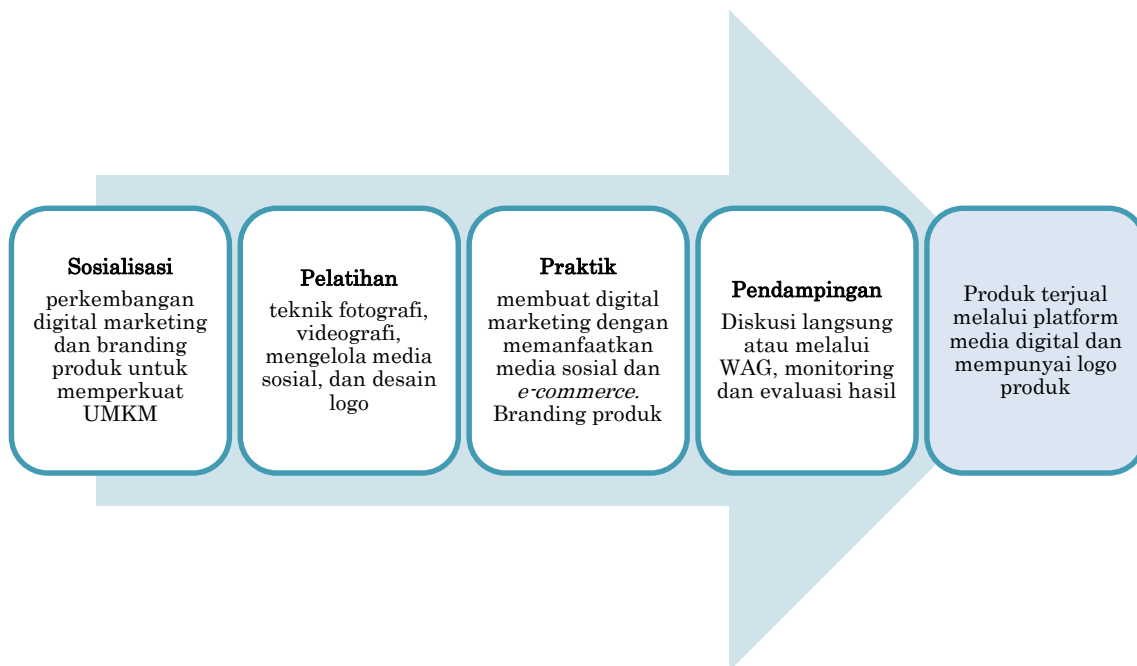 Sosialisasi
perkembangan
digital marketing
dan branding
produk untuk
memperkuat
UMKM
Pelatihan
teknik fotografi,
videografi,
mengelola media
sosial, dan desain
logo
Praktik
membuat digital
marketing dengan
memanfaatkan
media sosial dan
e-commerce.
Branding produk
Pendampingan
Diskusi langsung
atau melalui
WAG, monitoring
dan evaluasi hasil
Produk terjual
melalui platform
media digital dan
mempunyai logo
produk